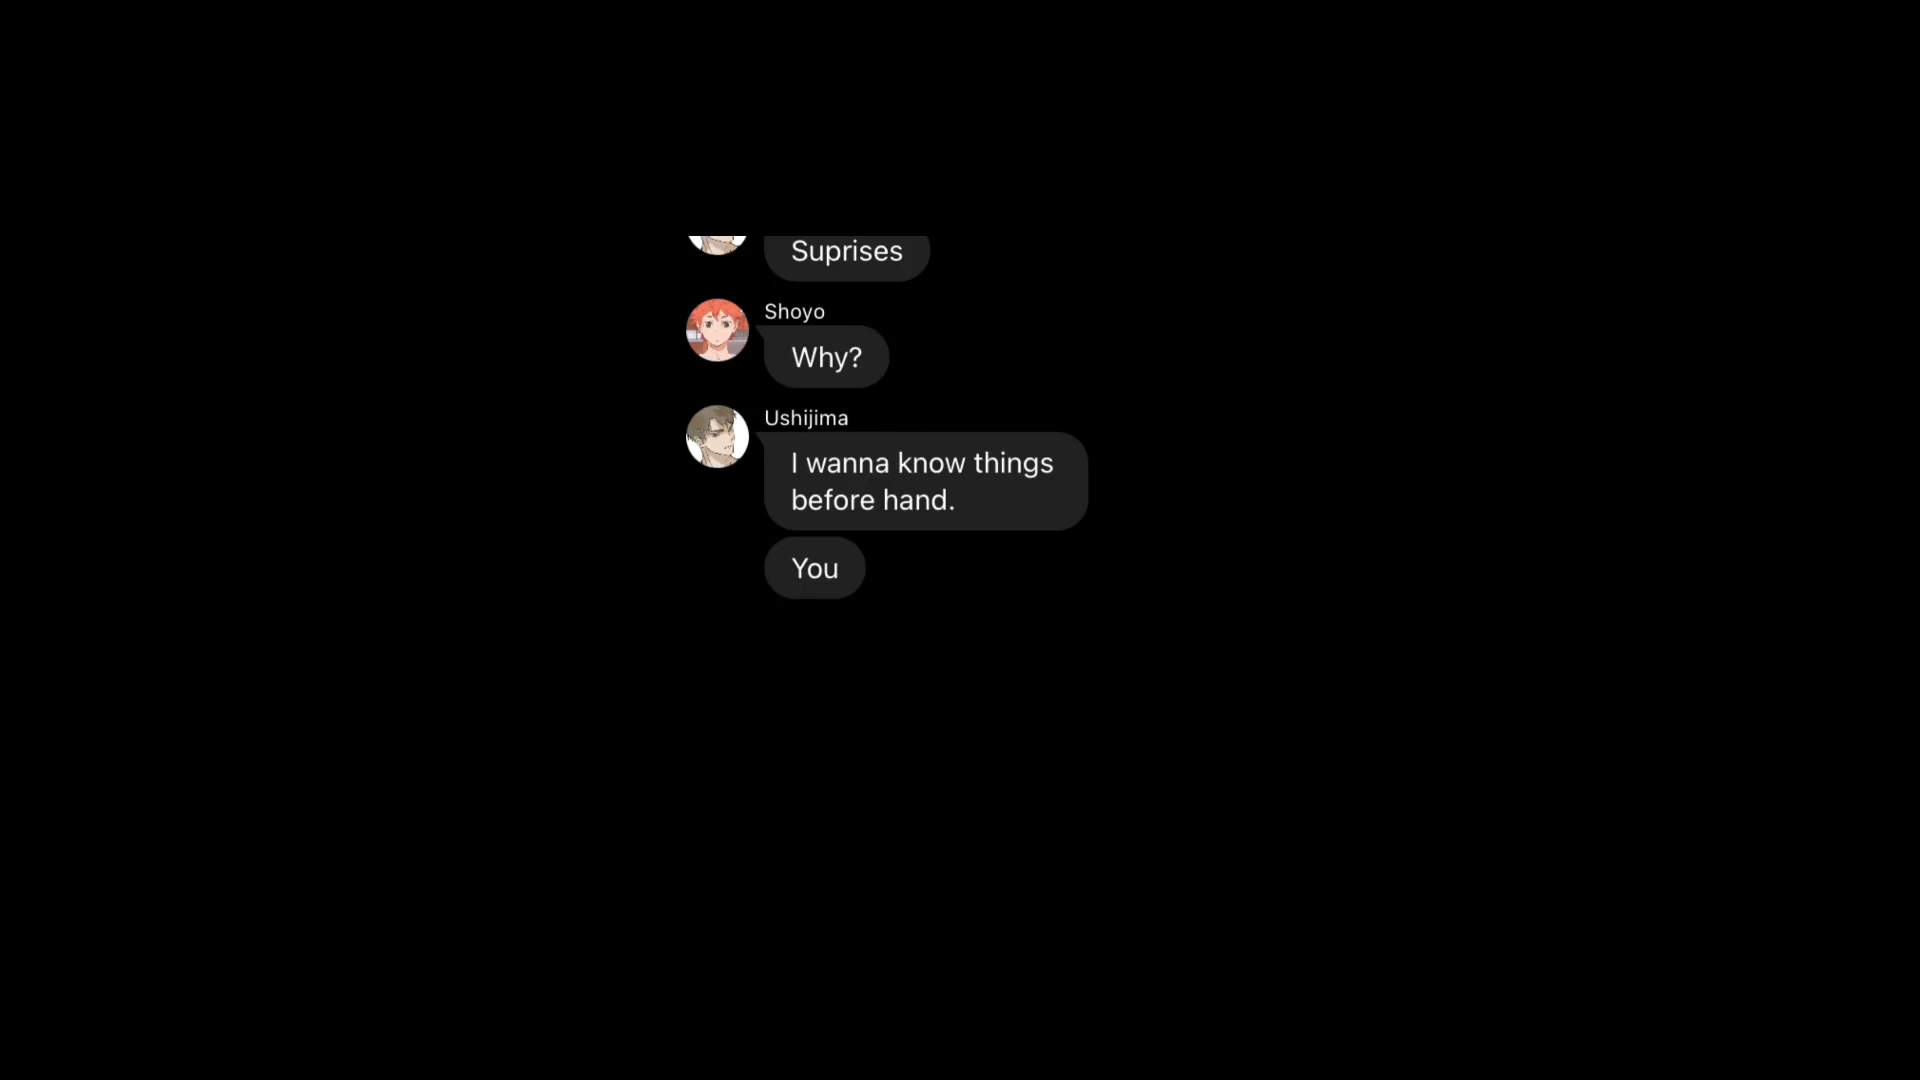 Suprises
Shoyo
Why?
Ushijima
I wanna know things
before hand.
You